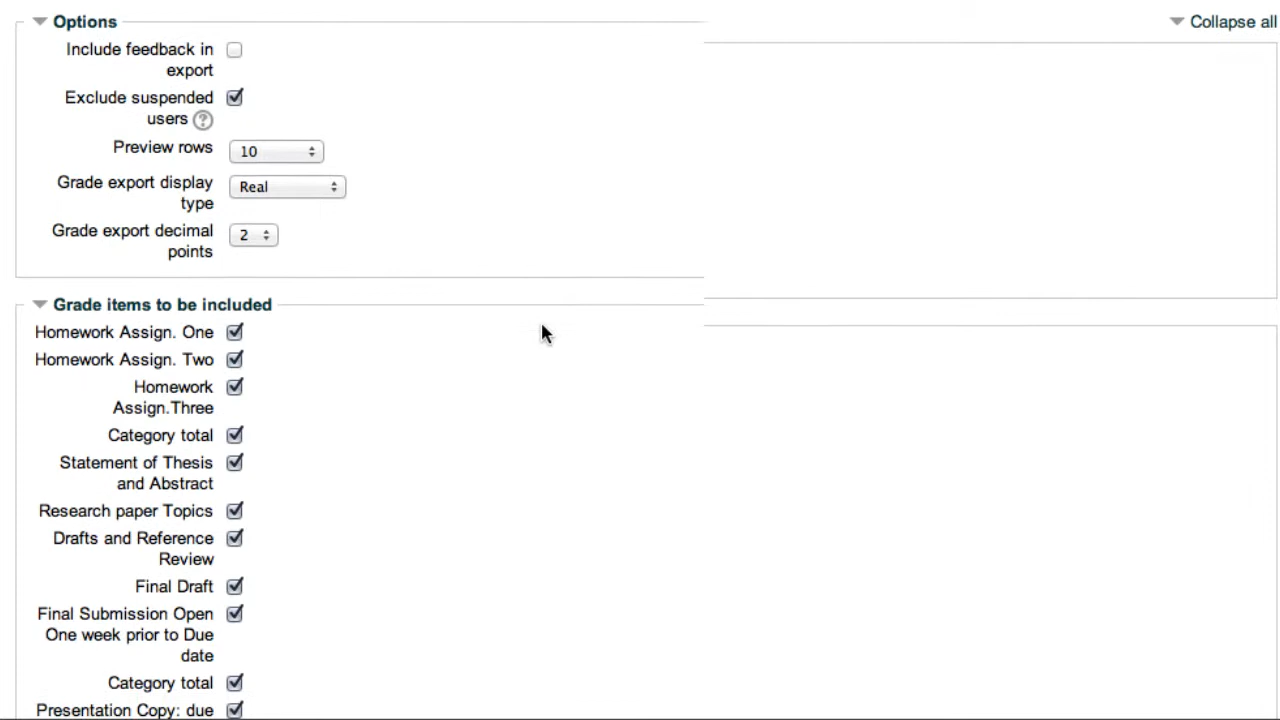 Options
Collapse all
Include feedback in
export
Exclude suspended
users ?
Preview rows
10
Grade export display
type
Real
Grade export decimal
points
2
Grade items to be included
Homework Assign. One
Homework Assign. Two
Homework
Assign.Three
Category total
Statement of Thesis
and Abstract
Research paper Topics
Drafts and Reference
Review
Final Draft
Final Submission Open
One week prior to Due
date
Category total
Presentation Copy: due